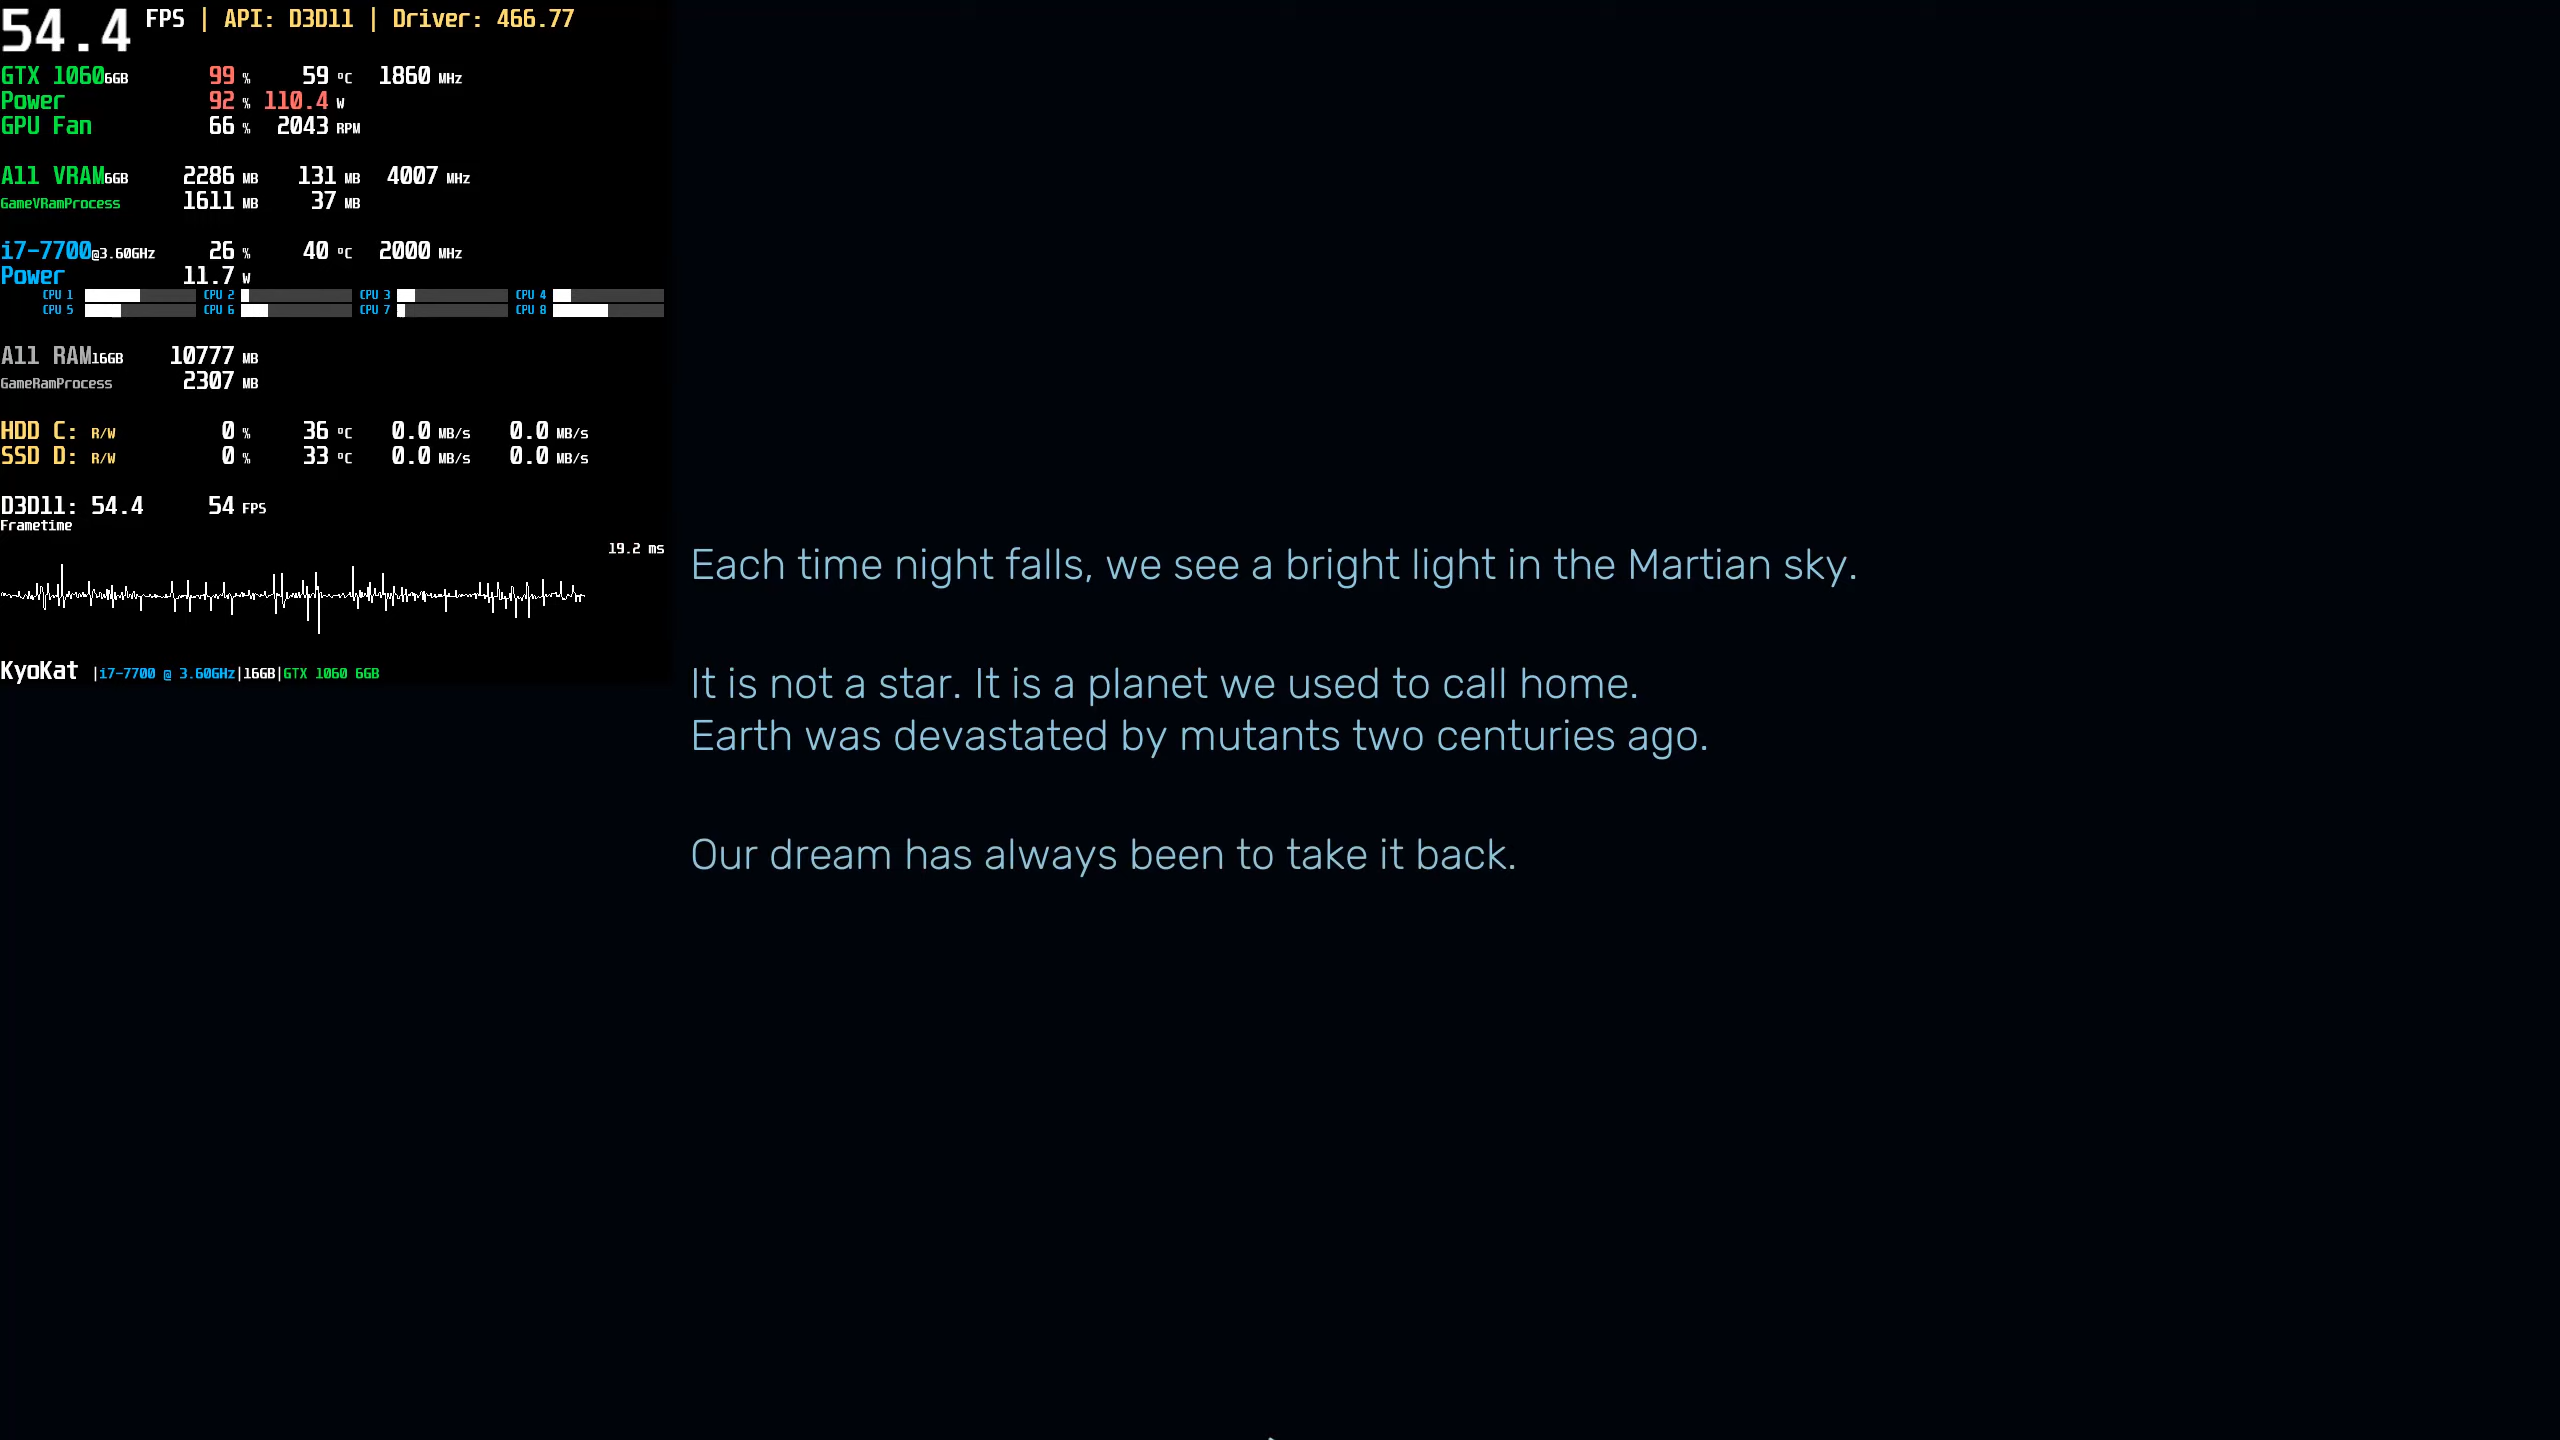 54.4 FPS | API: D3D11 | Driver: 466.77
GTX 1060 6GB 99 % 59 °C 1860 MHz
Power 92 % 110.4 W
GPU Fan 66 % 2043 RPM
All VRAM 6GB 2286 MB 131 MB 4007 MHz
GameVRamProcess 1611 MB 37 MB
i7-7700 @3.60GHz 26 % 40 °C 2000 MHz
Power 11.7 W
CPU 1 CPU 2 CPU 3 CPU 4
CPU 5 CPU 6 CPU 7 CPU 8
All RAM 16GB 10777 MB
GameRamProcess 2307 MB
HDD C: R/W 0 % 36 °C 0.0 MB/s 0.0 MB/s
SSD D: R/W 0 % 33 °C 0.0 MB/s 0.0 MB/s
D3D11: 54.4 54 FPS
Frametime
19.2 ms
KyoKat |i7-7700 @ 3.60GHz|16GB|GTX 1060 6GB
Each time night falls, we see a bright light in the Martian sky.
It is not a star. It is a planet we used to call home.
Earth was devastated by mutants two centuries ago.
Our dream has always been to take it back.